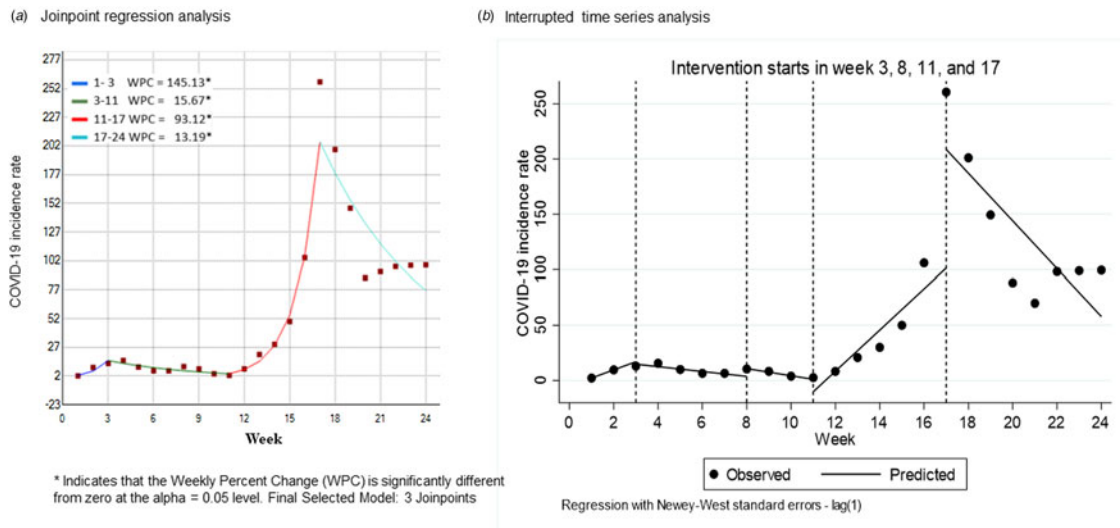 (a) Joinpoint regression analysis
277
252
227
202
177
152
127
102
77
52
27
2
-23
COVID-19 incidence rate
1- 3 WPC = 145.13*
3-11 WPC = 15.67*
11-17 WPC = 93.12*
17-24 WPC = 13.19*
0 3 6 9 12 15 18 21 24
Week
* Indicates that the Weekly Percent Change (WPC) is significantly different
from zero at the alpha = 0.05 level. Final Selected Model: 3 Joinpoints
(b) Interrupted time series analysis
Intervention starts in week 3, 8, 11, and 17
250
200
150
100
50
0
COVID-19 incidence rate
0 2 4 6 8 10 12 14 16 18 20 22 24
Week
Observed Predicted
Regression with Newey-West standard errors - lag(1)